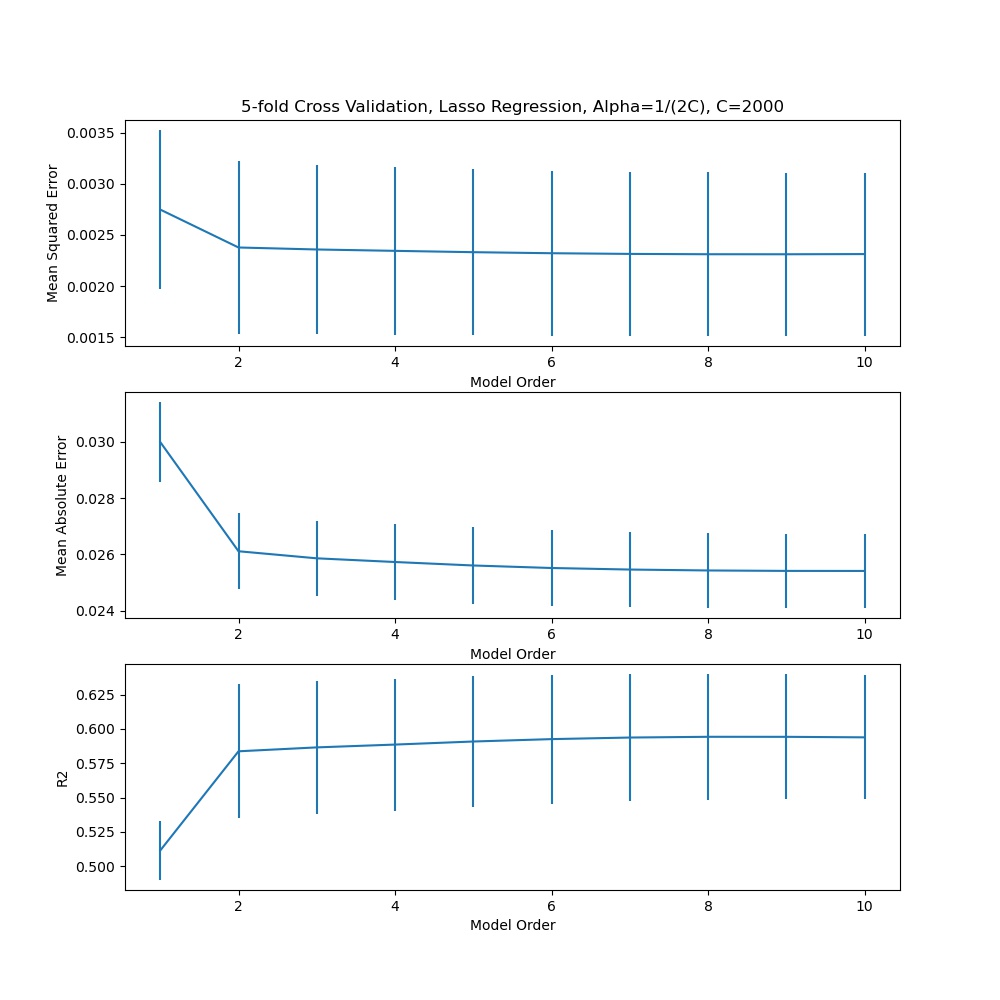 5-fold Cross Validation, Lasso Regression, Alpha=1/(2C), C=2000
Mean Squared Error
0.0035
0.0030
0.0025
0.0020
0.0015
2 4 6 8 10
Model Order
Mean Absolute Error
0.030
0.028
0.026
0.024
2 4 6 8 10
Model Order
R2
0.625
0.600
0.575
0.550
0.525
0.500
2 4 6 8 10
Model Order